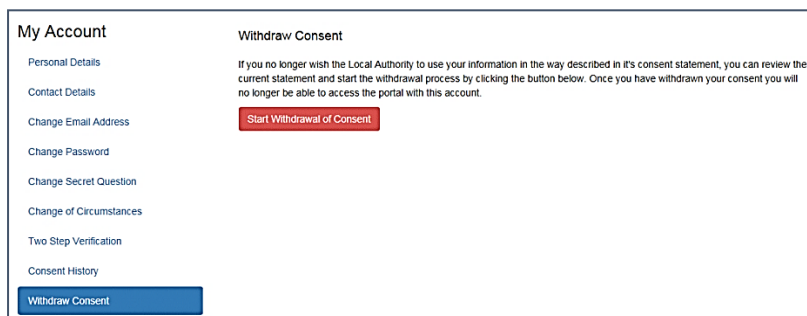 My Account
Personal Details
Contact Details
Change Email Address
Change Password
Change Secret Question
Change of Circumstances
Two Step Verification
Consent History
Withdraw Consent
Withdraw Consent
If you no longer wish the Local Authority to use your information in the way described in it's consent statement, you can review the
current statement and start the withdrawal process by clicking the button below. Once you have withdrawn your consent you will
no longer be able to access the portal with this account.
Start Withdrawal of Consent